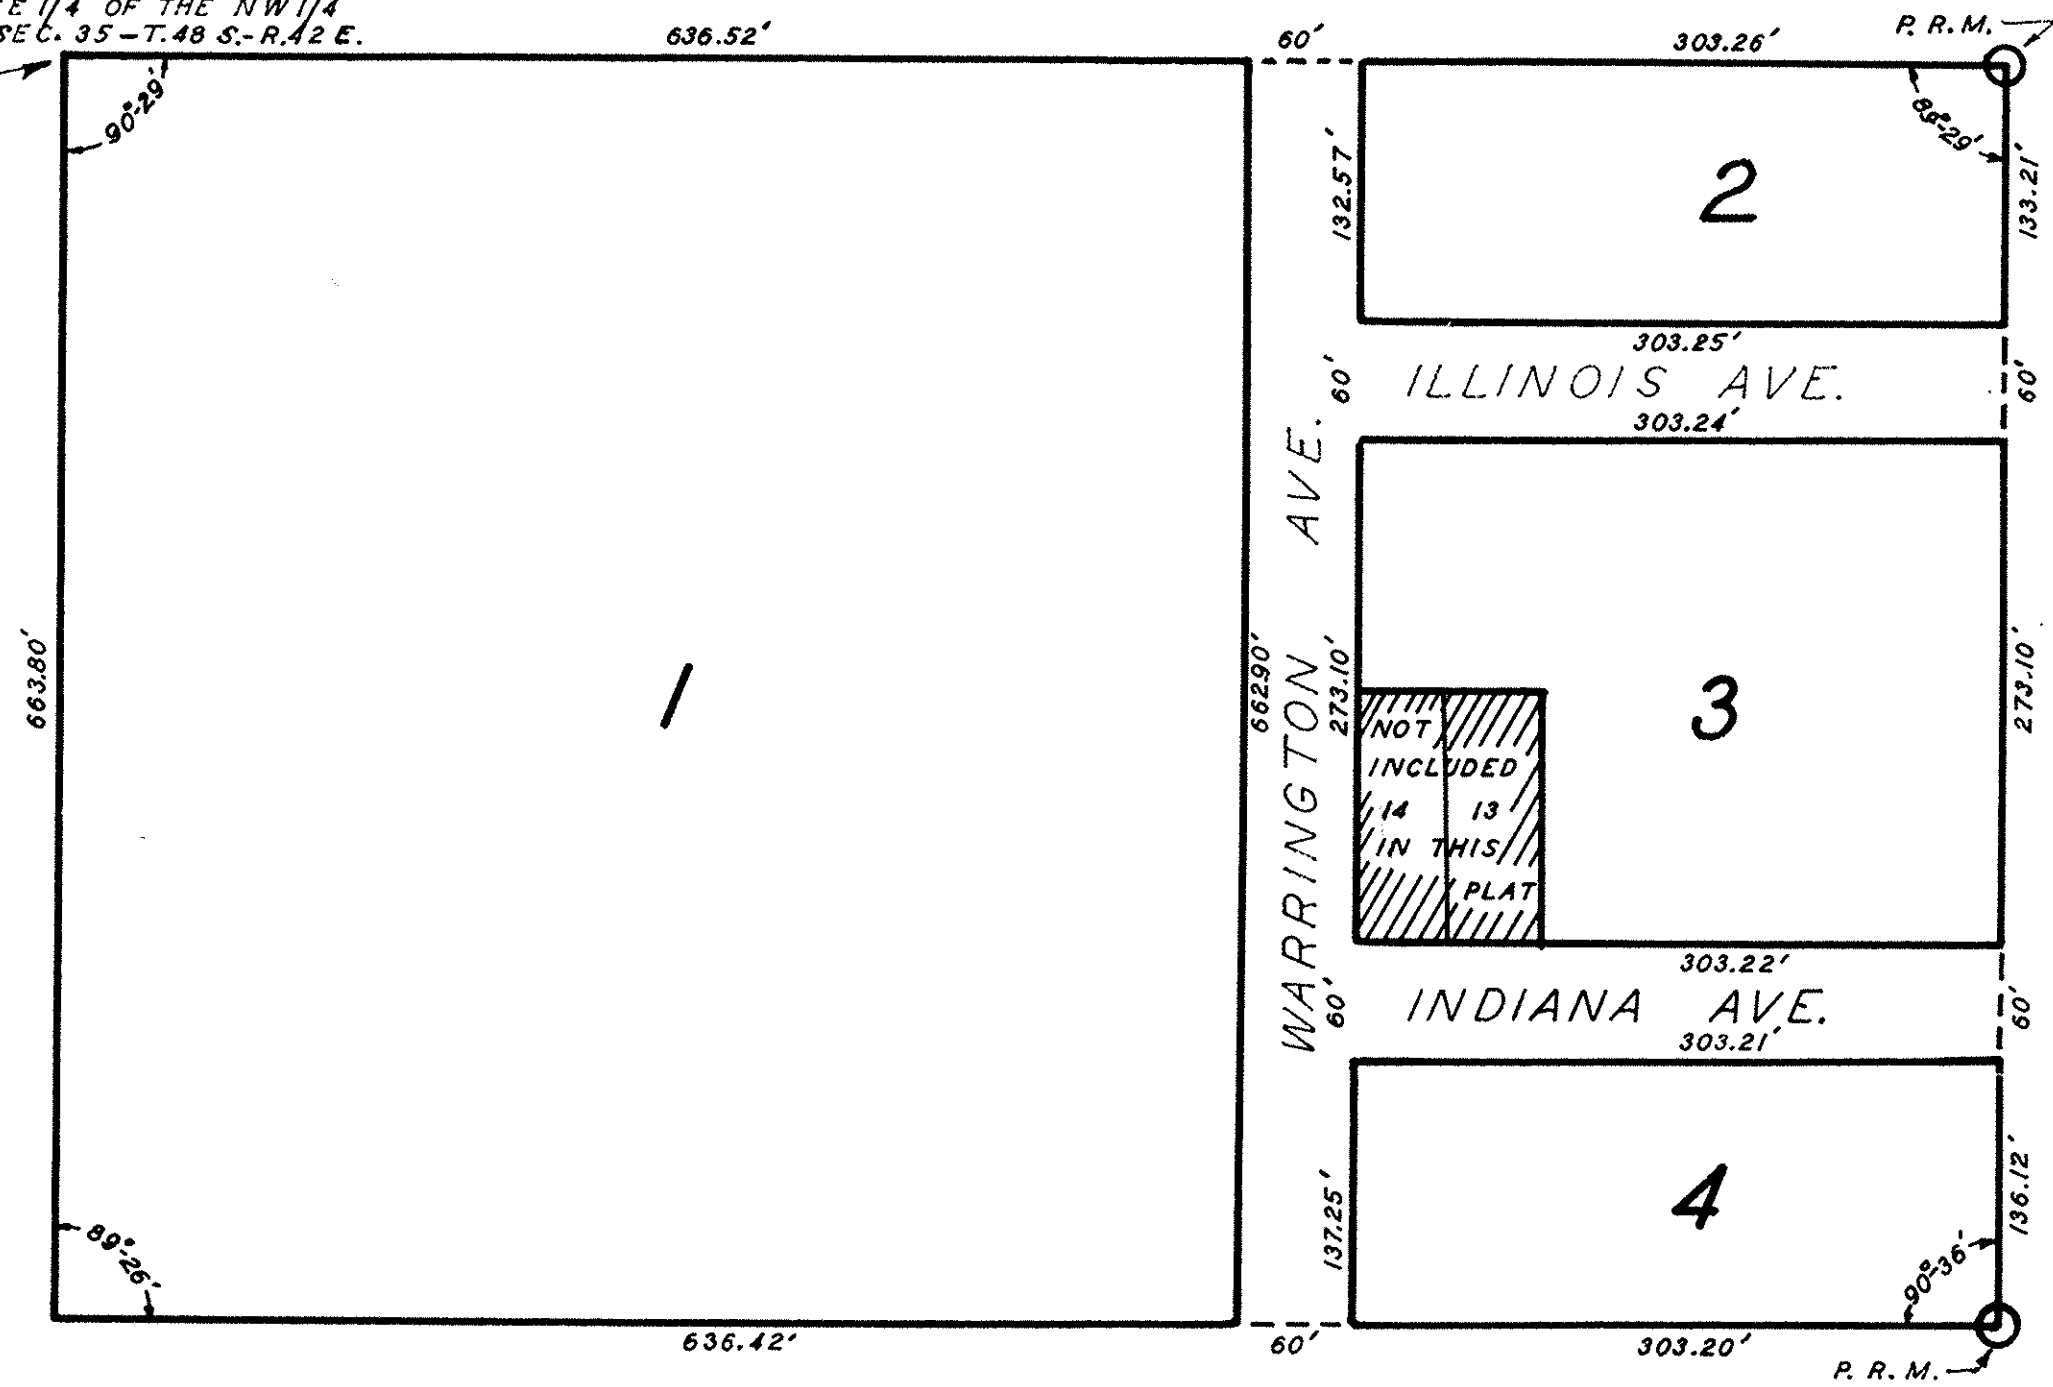 E 1/4 OF THE NW 1/4
SEC. 35 – T. 48 S. - R. 42 E.
636.52'
60'
303.26'
P. R. M.
90°-29'
89°-29'
132.57'
2
133.21'
303.25'
60'
ILLINOIS AVE.
60'
303.24'
663.80'
1
662.90'
WARRINGTON AVE.
273.10'
3
273.10'
NOT
INCLUDED
14 13
IN THIS
PLAT
303.22'
60'
INDIANA AVE.
60'
303.21'
137.25'
4
136.12'
89°-26'
90°-36'
636.42'
60'
303.20'
P. R. M.